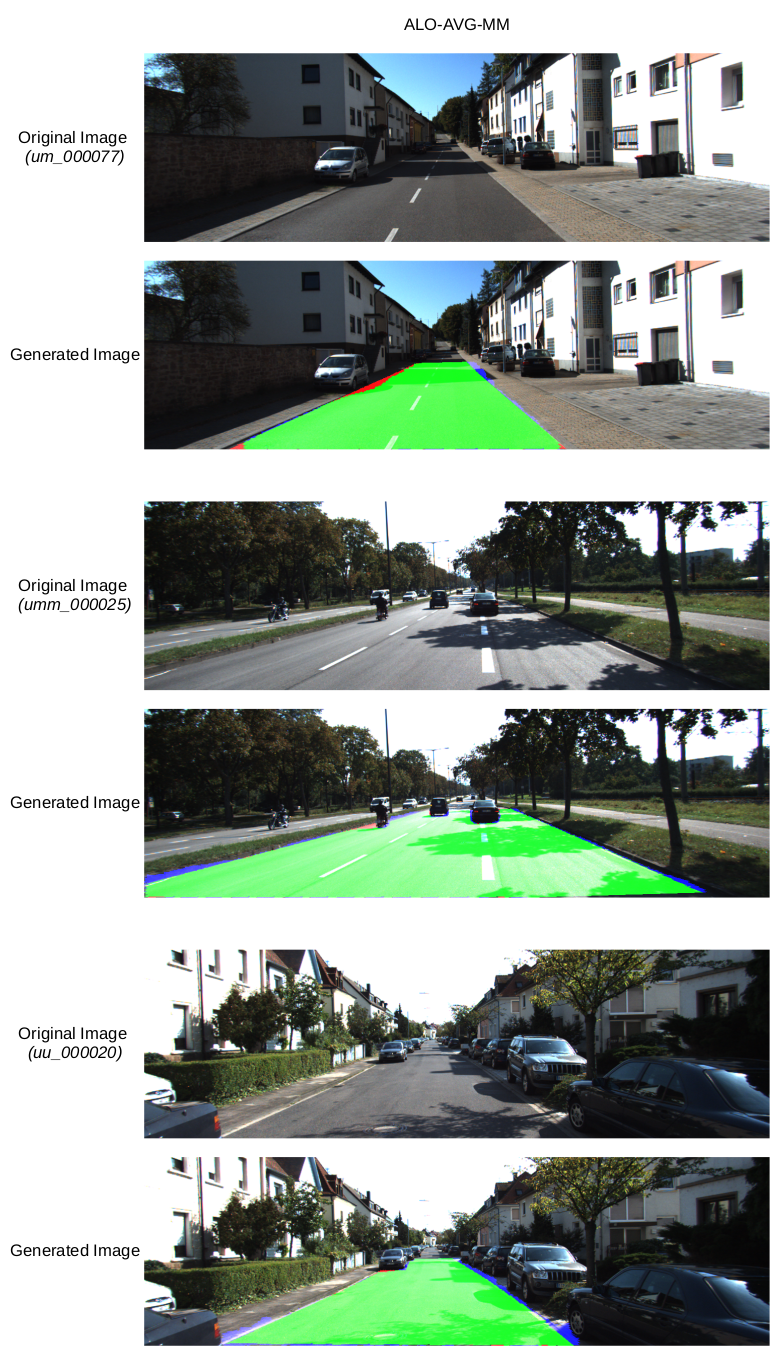 ALO-AVG-MM
Original Image
(um_000077)
Generated Image
Original Image
(umm_000025)
Generated Image
Original Image
(uu_000020)
Generated Image